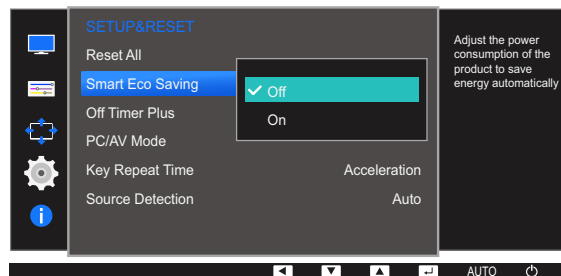 SETUP&RESET
Reset All
Smart Eco Saving
Off
On
Off Timer Plus
PC/AV Mode
Key Repeat Time Acceleration
Source Detection Auto
Adjust the power
consumption of the
product to save
energy automatically
AUTO